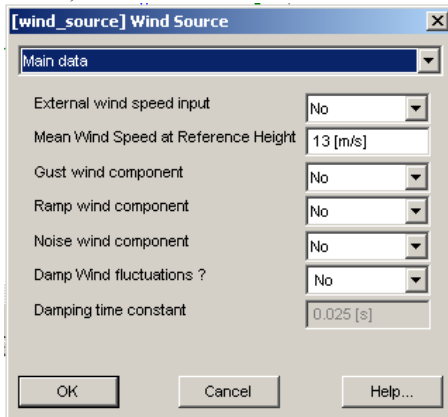 [wind_source] Wind Source
Main data
External wind speed input No
Mean Wind Speed at Reference Height 13 [m/s]
Gust wind component No
Ramp wind component No
Noise wind component No
Damp Wind fluctuations ? No
Damping time constant 0.025 [s]
OK Cancel Help...